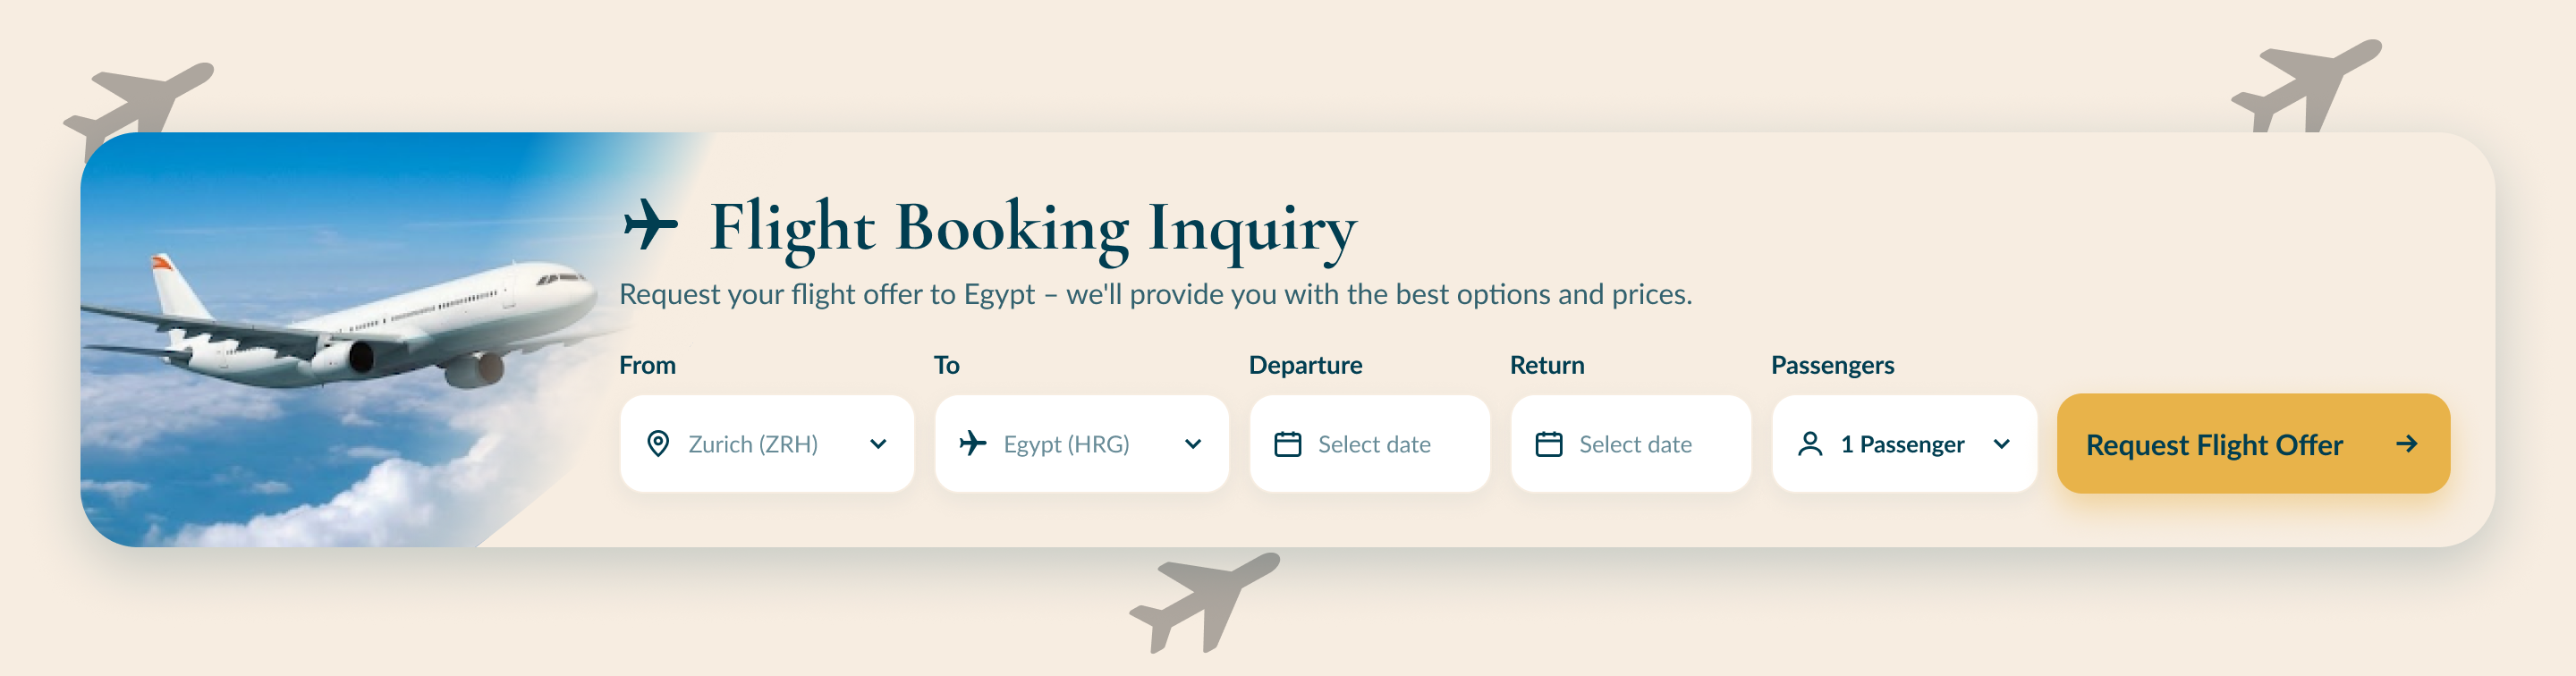 Flight Booking Inquiry
Request your flight offer to Egypt – we'll provide you with the best options and prices.
From To Departure Return Passengers
Zurich (ZRH) Egypt (HRG) Select date Select date 1 Passenger Request Flight Offer